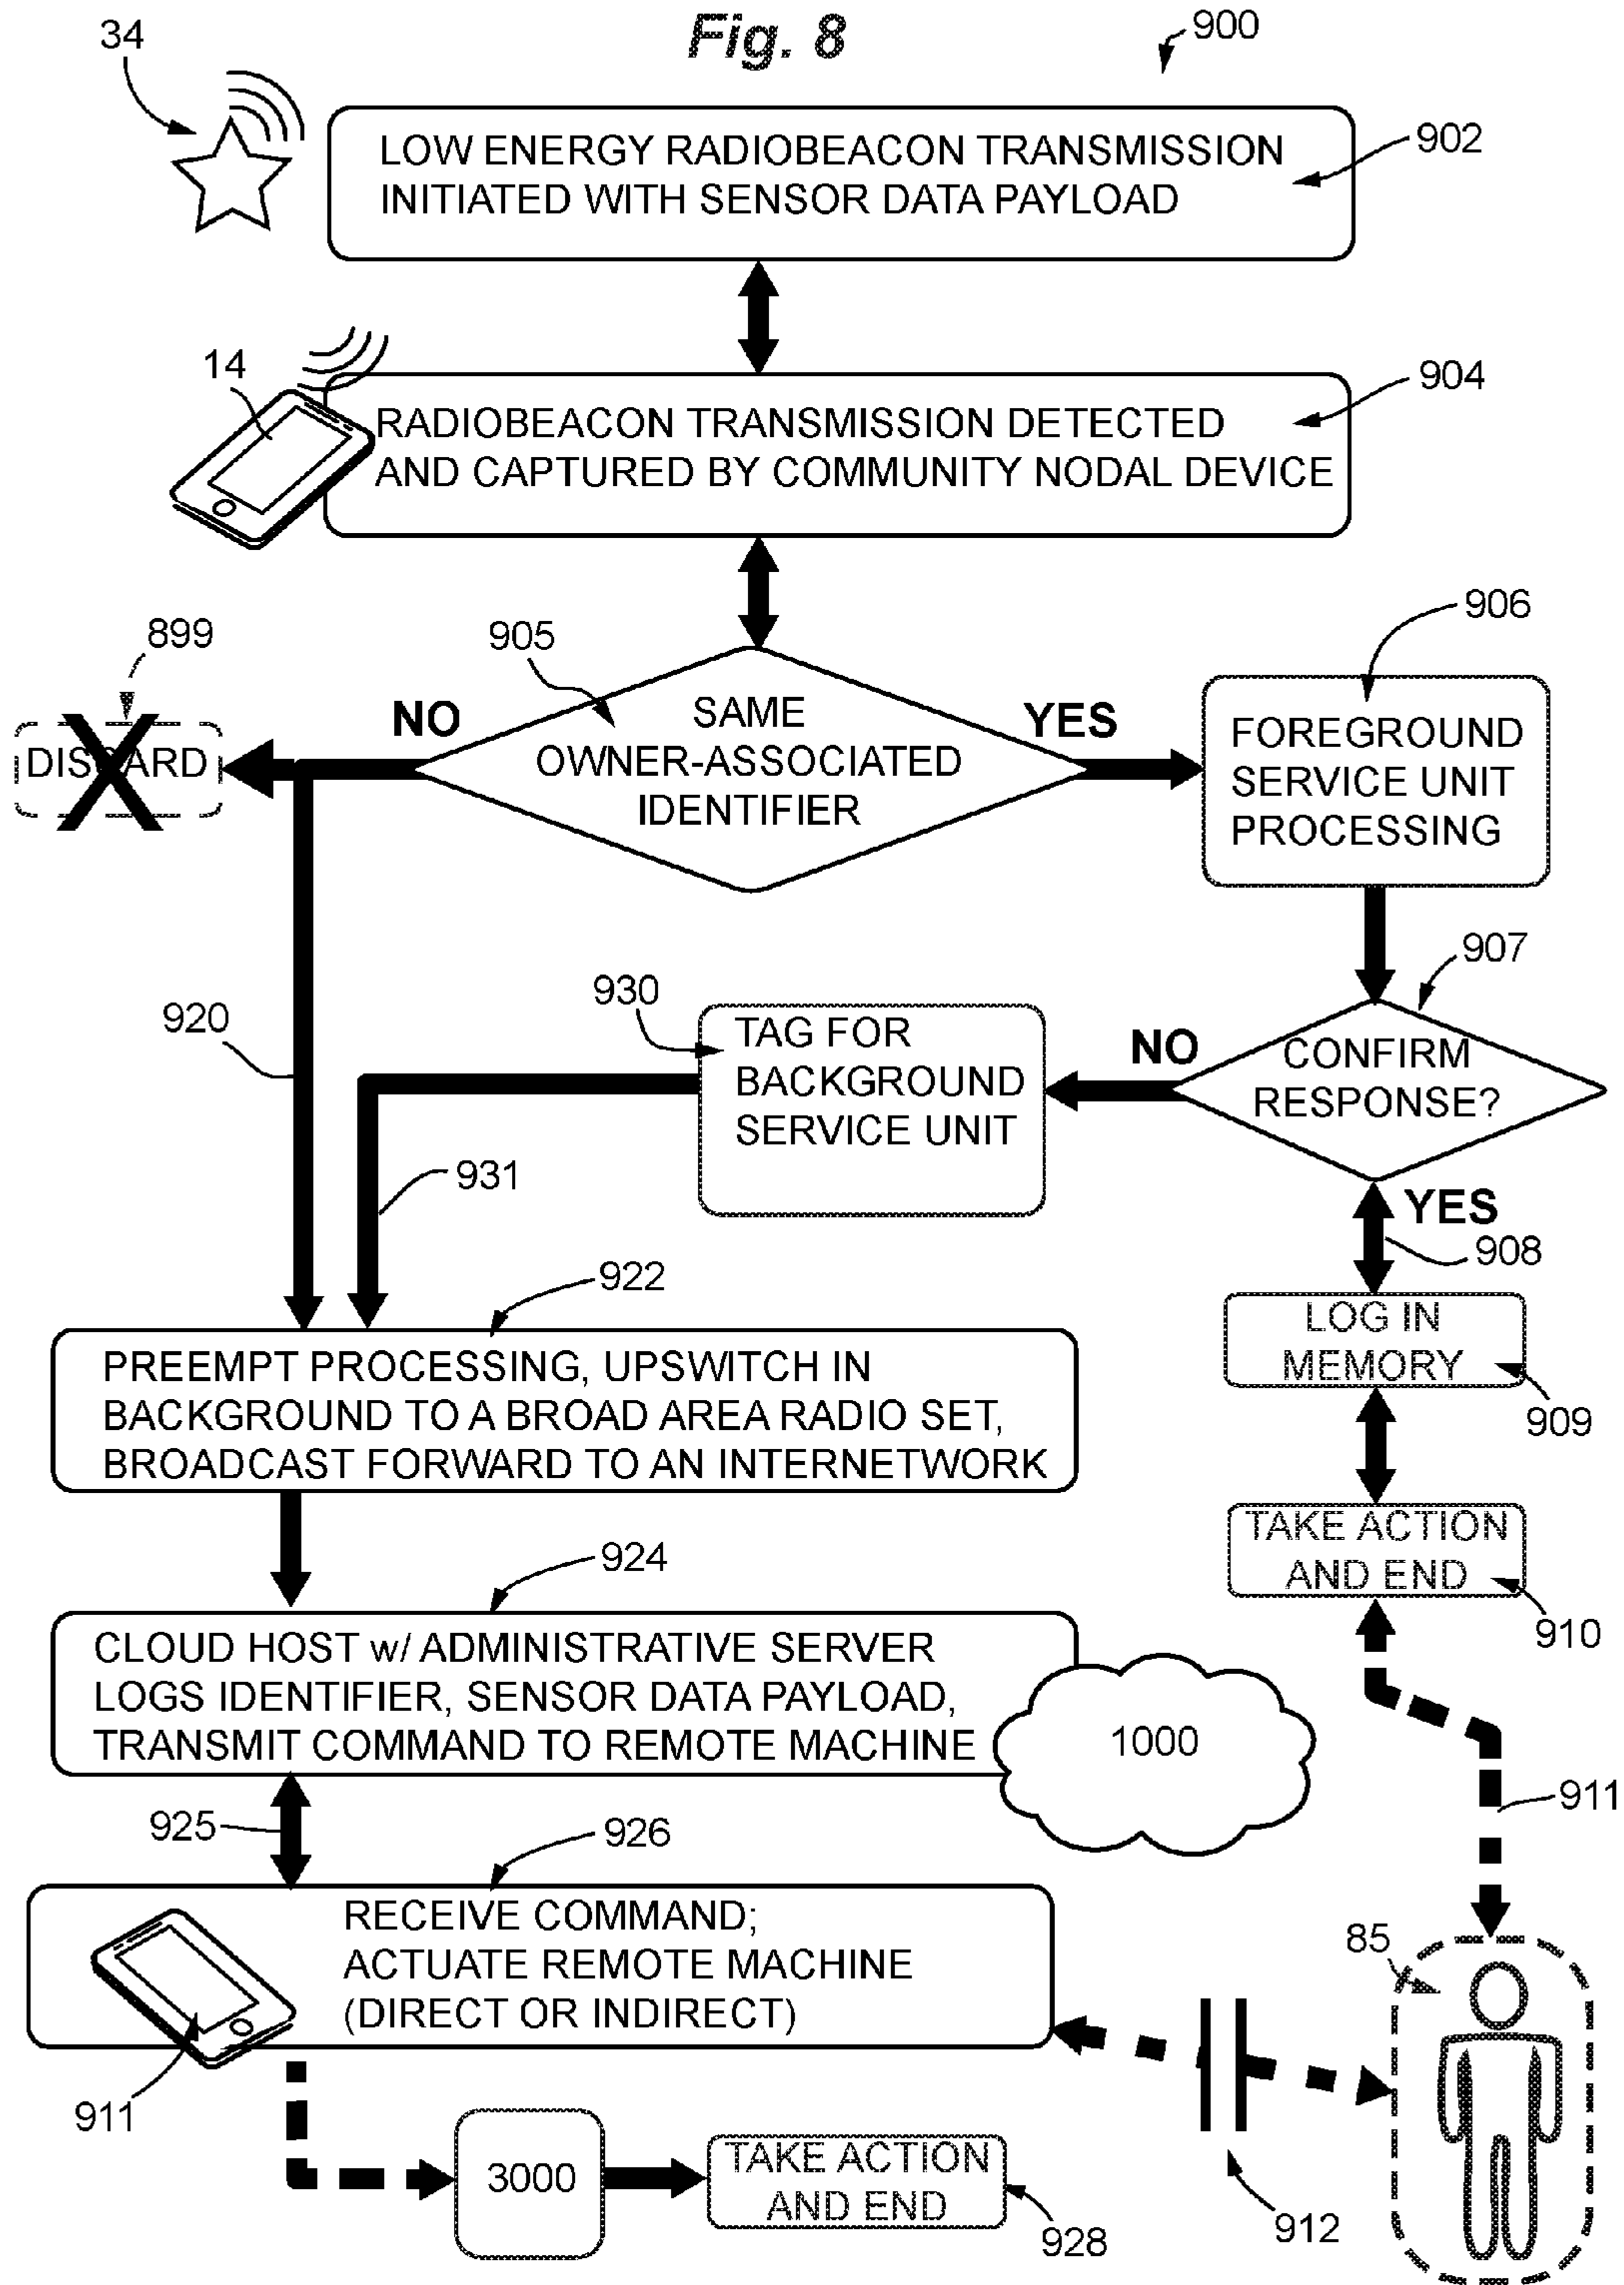 Fig. 8
900
34
LOW ENERGY RADIOBEACON TRANSMISSION
INITIATED WITH SENSOR DATA PAYLOAD
902
14
RADIOBEACON TRANSMISSION DETECTED
AND CAPTURED BY COMMUNITY NODAL DEVICE
904
899
DISCARD
X
NO
905
SAME
OWNER-ASSOCIATED
IDENTIFIER
YES
906
FOREGROUND
SERVICE UNIT
PROCESSING
907
CONFIRM
RESPONSE?
NO
930
TAG FOR
BACKGROUND
SERVICE UNIT
920
931
YES
908
LOG IN
MEMORY
909
922
PREEMPT PROCESSING, UPSWITCH IN
BACKGROUND TO A BROAD AREA RADIO SET,
BROADCAST FORWARD TO AN INTERNETWORK
TAKE ACTION
AND END
910
924
CLOUD HOST w/ ADMINISTRATIVE SERVER
LOGS IDENTIFIER, SENSOR DATA PAYLOAD,
TRANSMIT COMMAND TO REMOTE MACHINE
1000
911
925
926
RECEIVE COMMAND;
ACTUATE REMOTE MACHINE
(DIRECT OR INDIRECT)
911
85
912
3000
TAKE ACTION
AND END
928